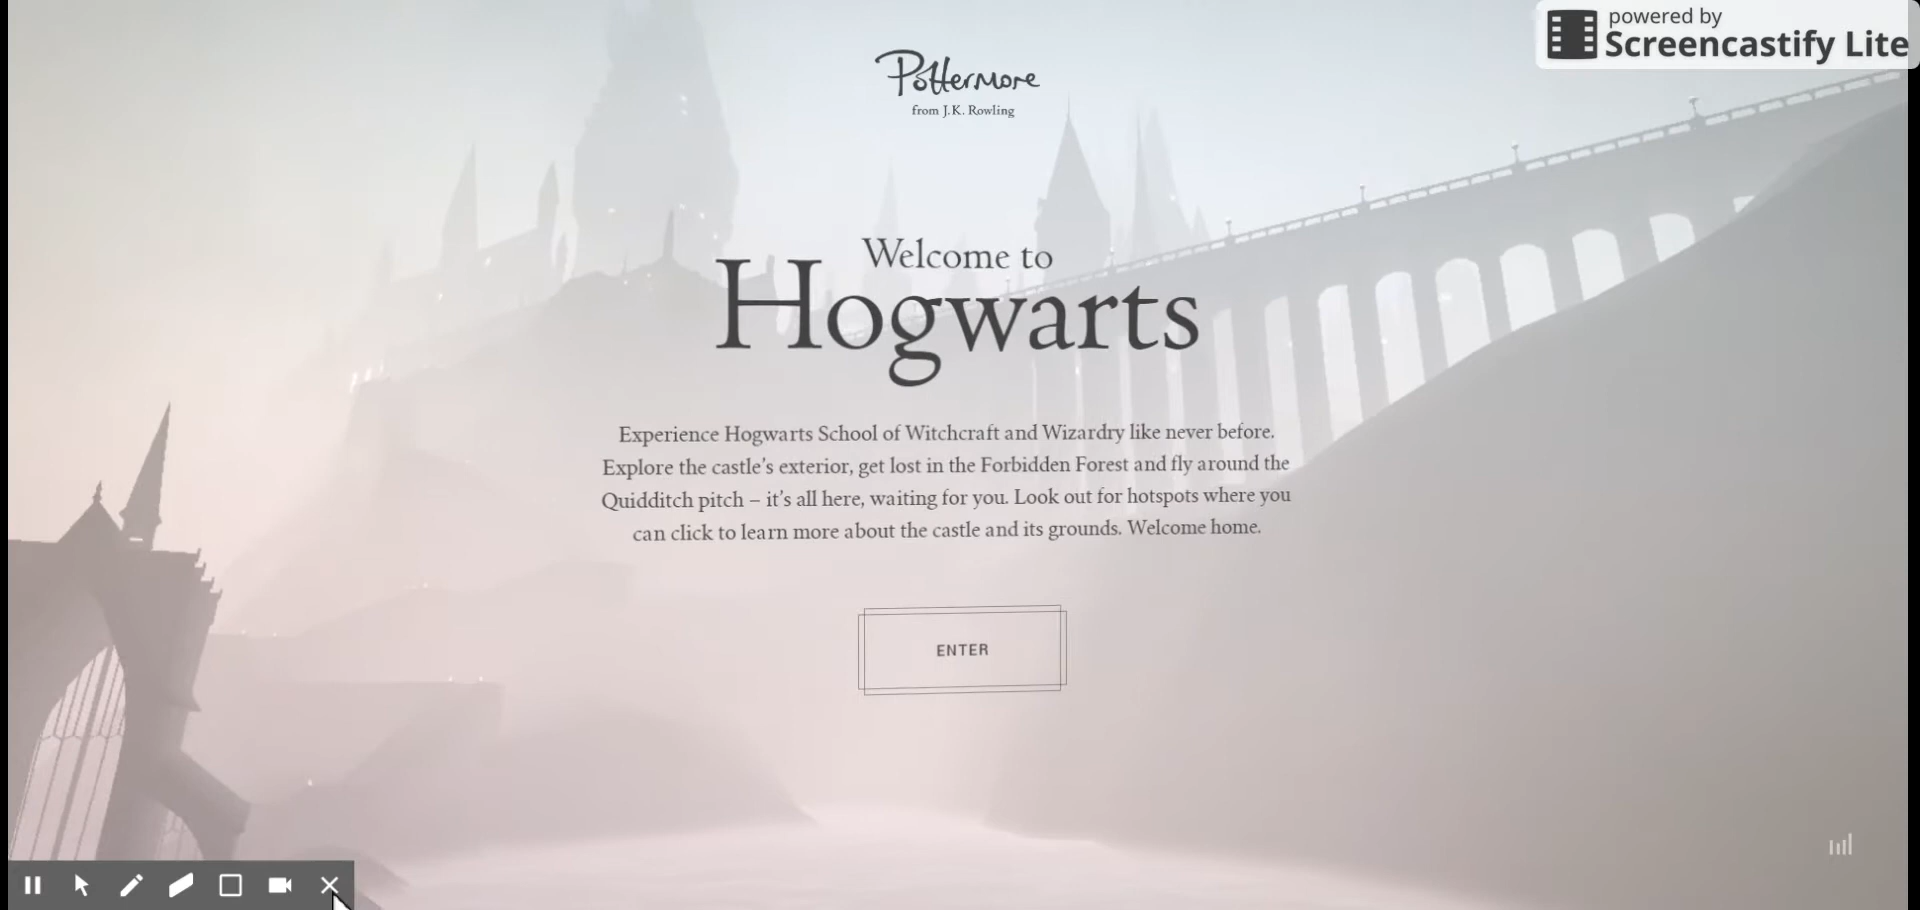 powered by
Screencastify Lite
Pottermore
from J.K. Rowling
Welcome to
Hogwarts
Experience Hogwarts School of Witchcraft and Wizardry like never before.
Explore the castle's exterior, get lost in the Forbidden Forest and fly around the
Quidditch pitch – it's all here, waiting for you. Look out for hotspots where you
can click to learn more about the castle and its grounds. Welcome home.
ENTER